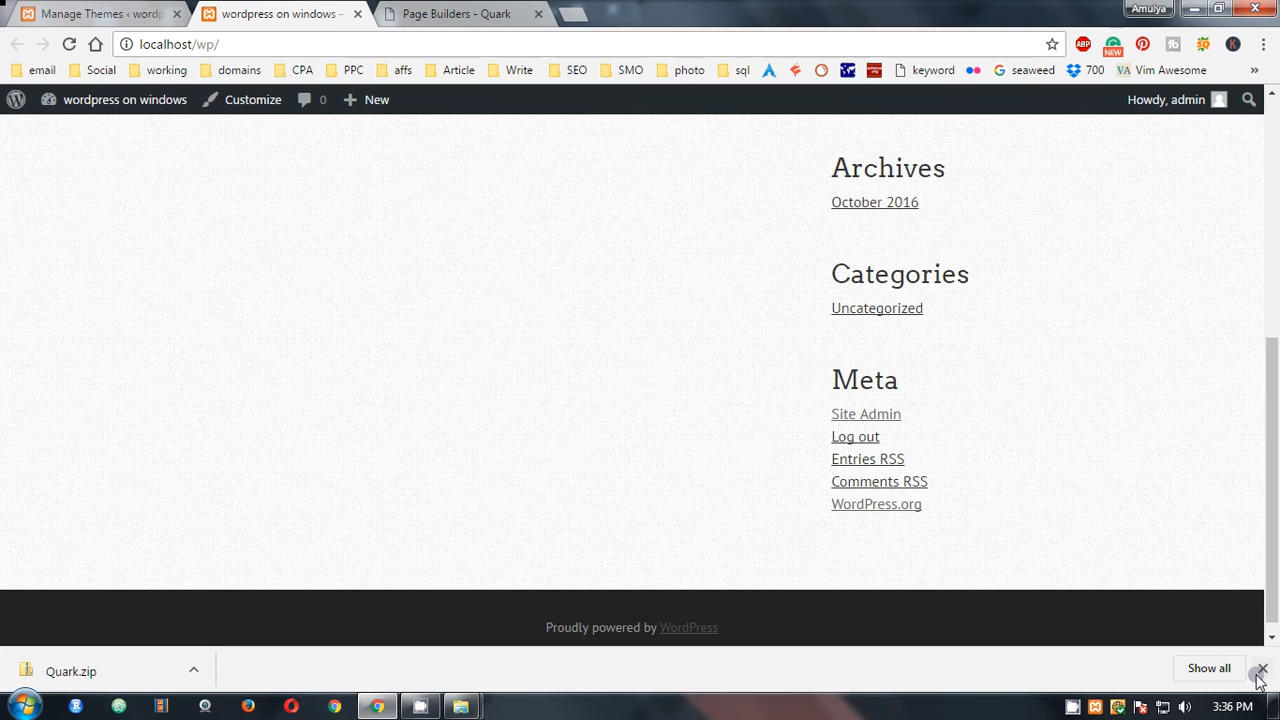 Manage Themes ‹ wordp
wordpress on windows –
Page Builders - Quark
Amulya
localhost/wp/
ABP
NEW
email
Social
working
domains
CPA
PPC
affs
Article
Write
SEO
SMO
photo
sql
keyword
seaweed
700
VA Vim Awesome
»
wordpress on windows
Customize
0
New
Howdy, admin
Archives
October 2016
Categories
Uncategorized
Meta
Site Admin
Log out
Entries RSS
Comments RSS
WordPress.org
Proudly powered by WordPress
Quark.zip
Show all
3:36 PM